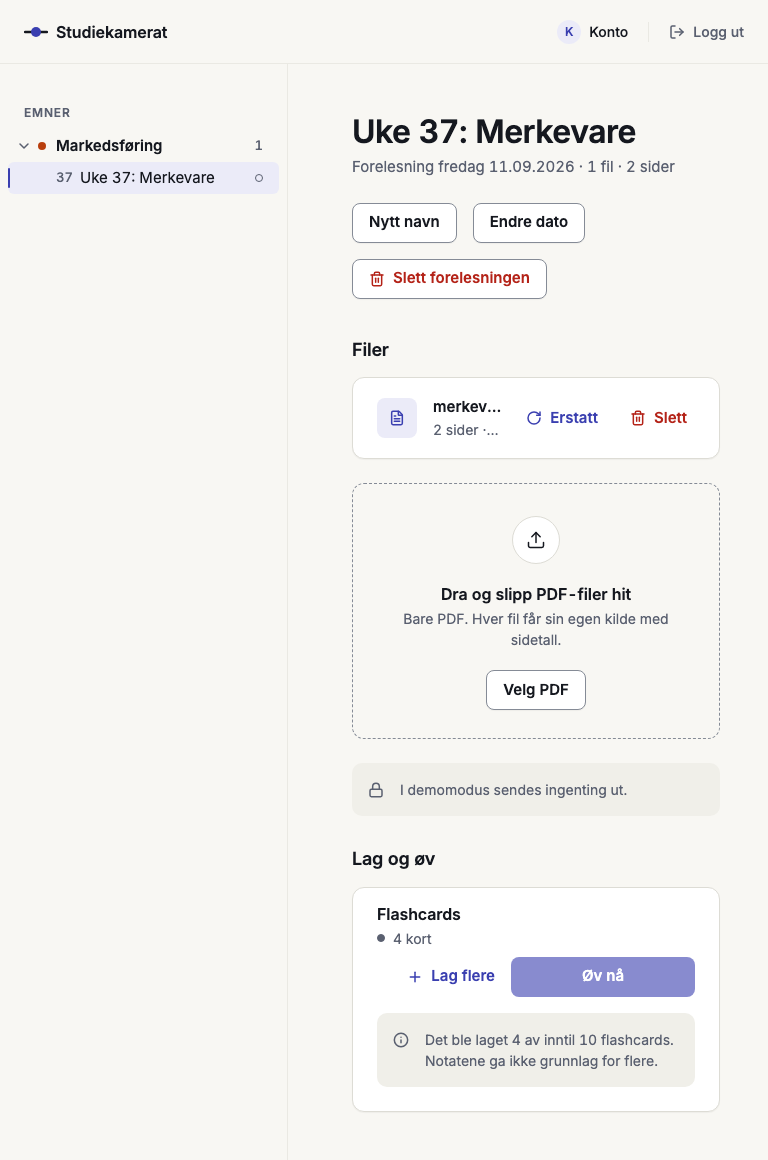 Studiekamerat
K Konto
Logg ut
EMNER
Markedsføring 1
37 Uke 37: Merkevare
Uke 37: Merkevare
Forelesning fredag 11.09.2026 · 1 fil · 2 sider
Nytt navn
Endre dato
Slett forelesningen
Filer
merkev...
2 sider ·...
Erstatt
Slett
Dra og slipp PDF-filer hit
Bare PDF. Hver fil får sin egen kilde med
sidetall.
Velg PDF
I demomodus sendes ingenting ut.
Lag og øv
Flashcards
4 kort
Lag flere
Øv nå
Det ble laget 4 av inntil 10 flashcards.
Notatene ga ikke grunnlag for flere.